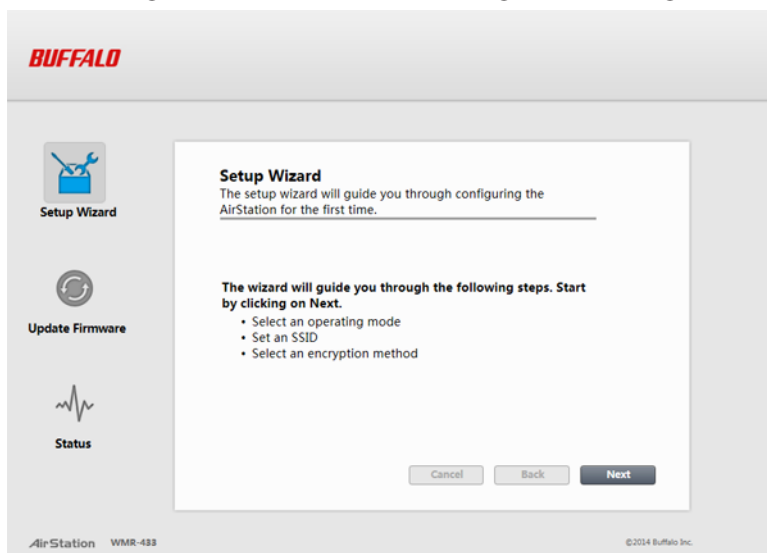 BUFFALO
Setup Wizard
Update Firmware
Status
Setup Wizard
The setup wizard will guide you through configuring the
AirStation for the first time.
The wizard will guide you through the following steps. Start
by clicking on Next.
• Select an operating mode
• Set an SSID
• Select an encryption method
Cancel Back Next
AirStation WMR-433 ©2014 Buffalo Inc.